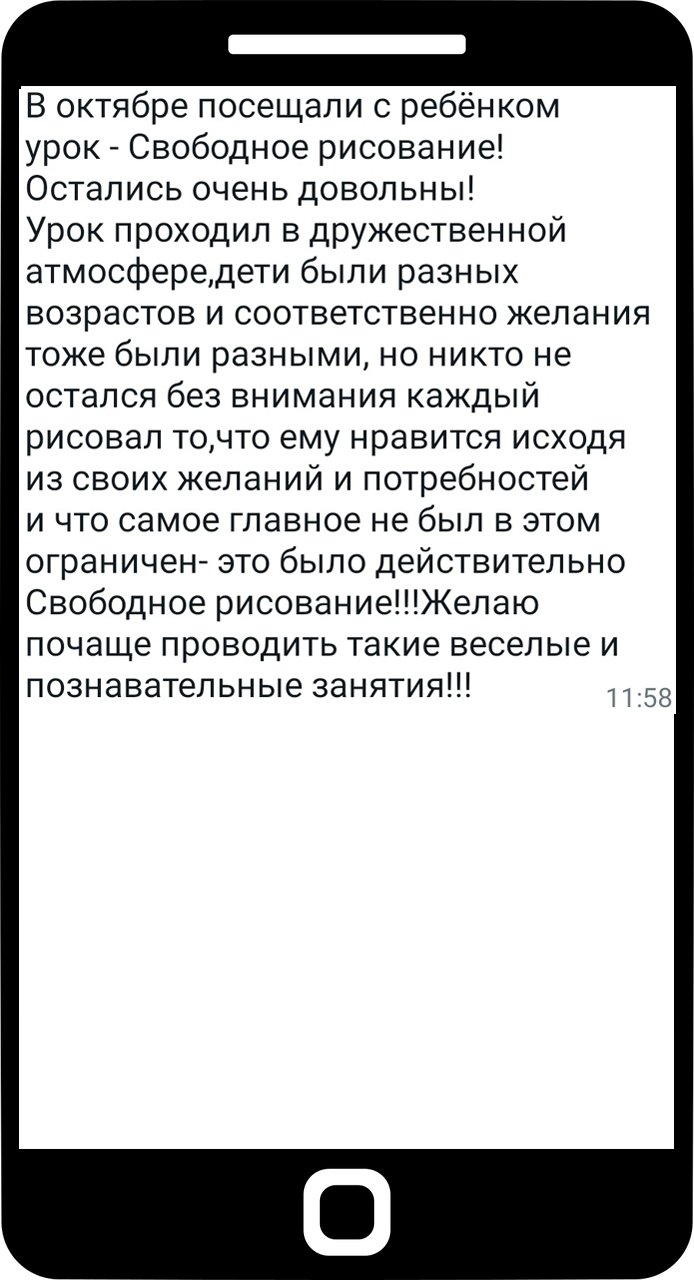 В октябре посещали с ребёнком
урок - Свободное рисование!
Остались очень довольны!
Урок проходил в дружественной
атмосфере,дети были разных
возрастов и соответственно желания
тоже были разными, но никто не
остался без внимания каждый
рисовал то,что ему нравится исходя
из своих желаний и потребностей
и что самое главное не был в этом
ограничен- это было действительно
Свободное рисование!!!Желаю
почаще проводить такие веселые и
познавательные занятия!!!
11:58